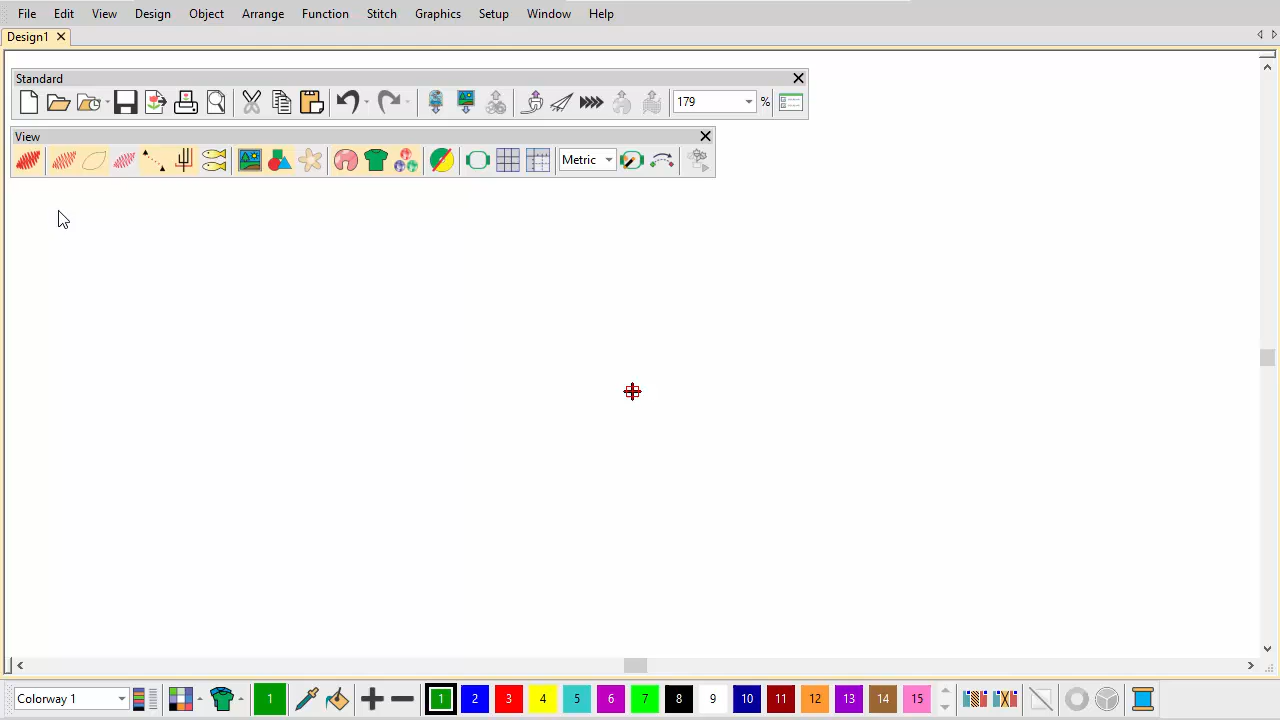 File Edit View Design Object Arrange Function Stitch Graphics Setup Window Help
Design1
Standard
179 %
View
Metric
Colorway 1 1 1 2 3 4 5 6 7 8 9 10 11 12 13 14 15